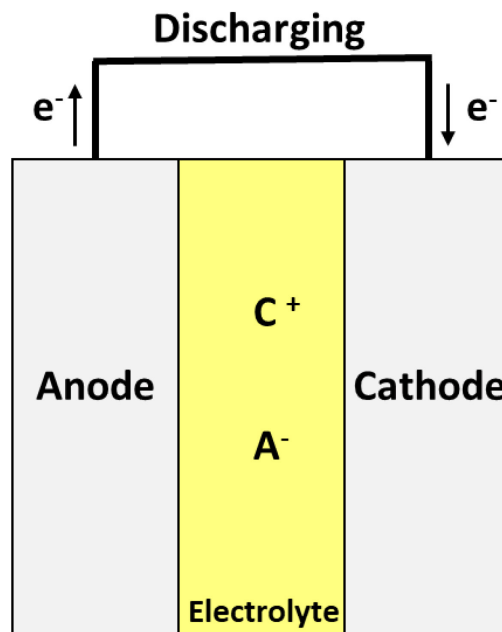 Discharging
e⁻ e⁻
C⁺
Anode Cathode
A⁻
Electrolyte